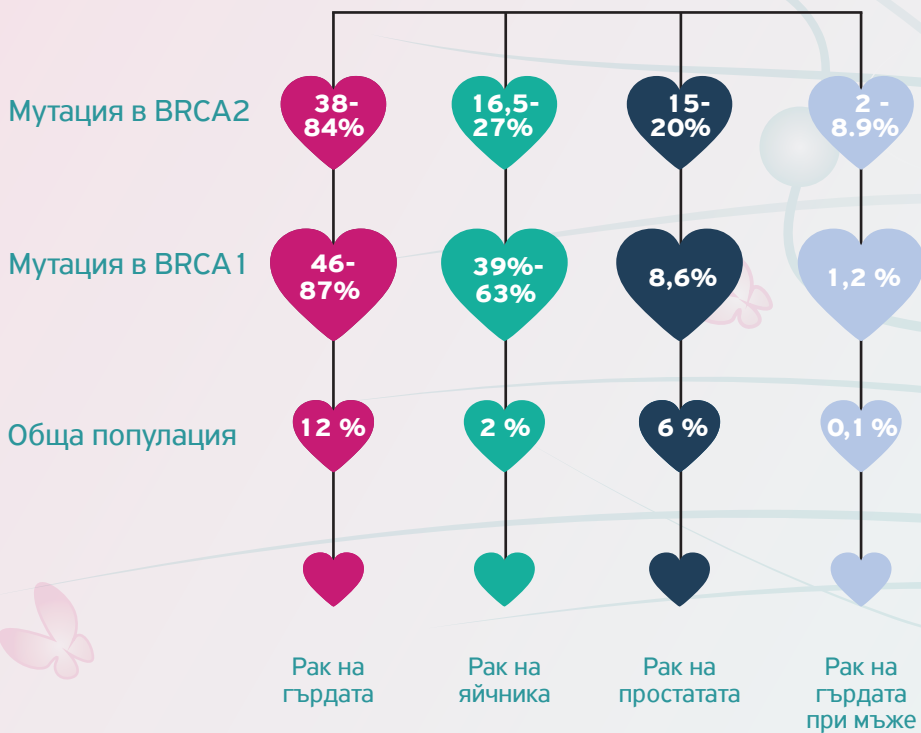 Мутация в BRCA2
38-
84%
16,5-
27%
15-
20%
2 -
8.9%
Мутация в BRCA1
46-
87%
39%-
63%
8,6%
1,2 %
Обща популация
12 %
2 %
6 %
0,1 %
Рак на
гърдата
Рак на
яйчника
Рак на
простатата
Рак на
гърдата
при мъже